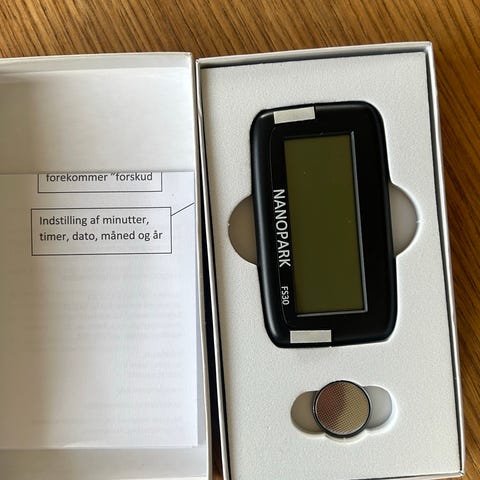 forekommer "forskud
Indstilling af minutter,
timer, dato, måned og år
NANOPARK
FS30